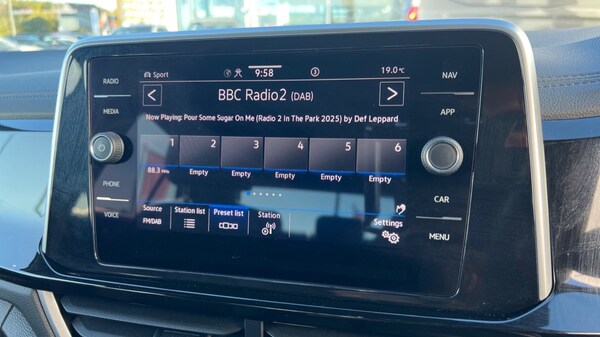 RADIO
MEDIA
PHONE
VOICE
Sport
9:58
3
19.0°C
BBC Radio2 (DAB)
Now Playing: Pour Some Sugar On Me (Radio 2 In The Park 2025) by Def Leppard
1 2 3 4 5 6
88.3 MHz Empty Empty Empty Empty Empty
Source Station list Preset list Station Settings
FM/DAB
NAV
APP
CAR
MENU